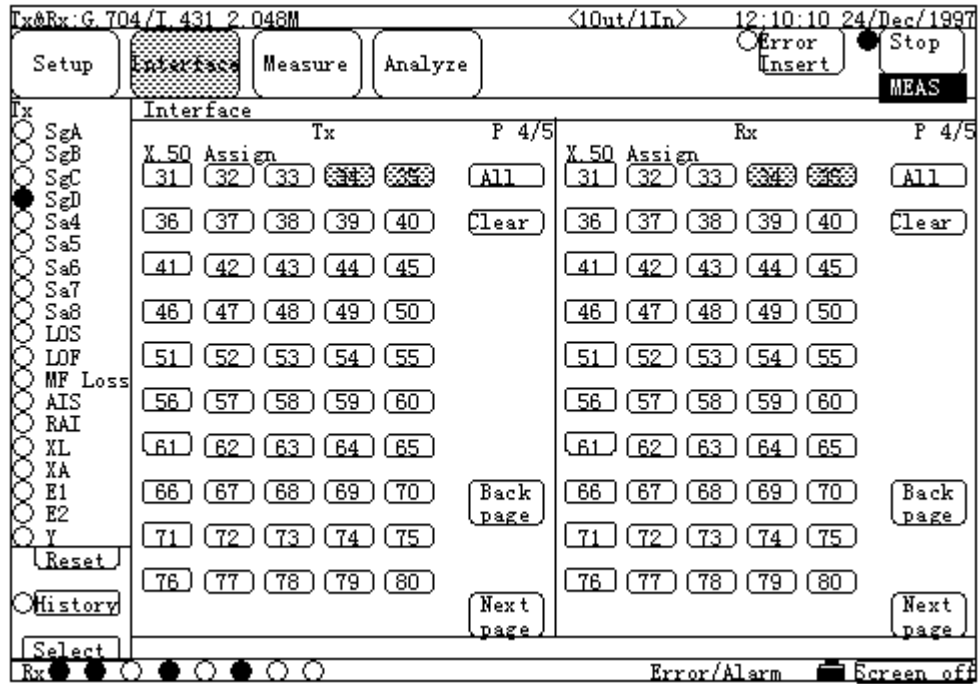 Tx&Rx:G.704/I.431 2.048M <1Out/1In> 12:10:10 24/Dec/1997
Setup Interface Measure Analyze Error Insert Stop
MEAS
Tx Interface
Tx P 4/5 Rx P 4/5
X.50 Assign X.50 Assign
SgA
SgB
SgC
SgD
Sa4
Sa5
Sa6
Sa7
Sa8
LOS
LOF
MF Loss
AIS
RAI
XL
XA
E1
E2
Y
Reset
History
Select
31 32 33 34 35 All
36 37 38 39 40 Clear
41 42 43 44 45
46 47 48 49 50
51 52 53 54 55
56 57 58 59 60
61 62 63 64 65
66 67 68 69 70 Back page
71 72 73 74 75
76 77 78 79 80 Next page
31 32 33 34 35 All
36 37 38 39 40 Clear
41 42 43 44 45
46 47 48 49 50
51 52 53 54 55
56 57 58 59 60
61 62 63 64 65
66 67 68 69 70 Back page
71 72 73 74 75
76 77 78 79 80 Next page
Rx Error/Alarm Screen off